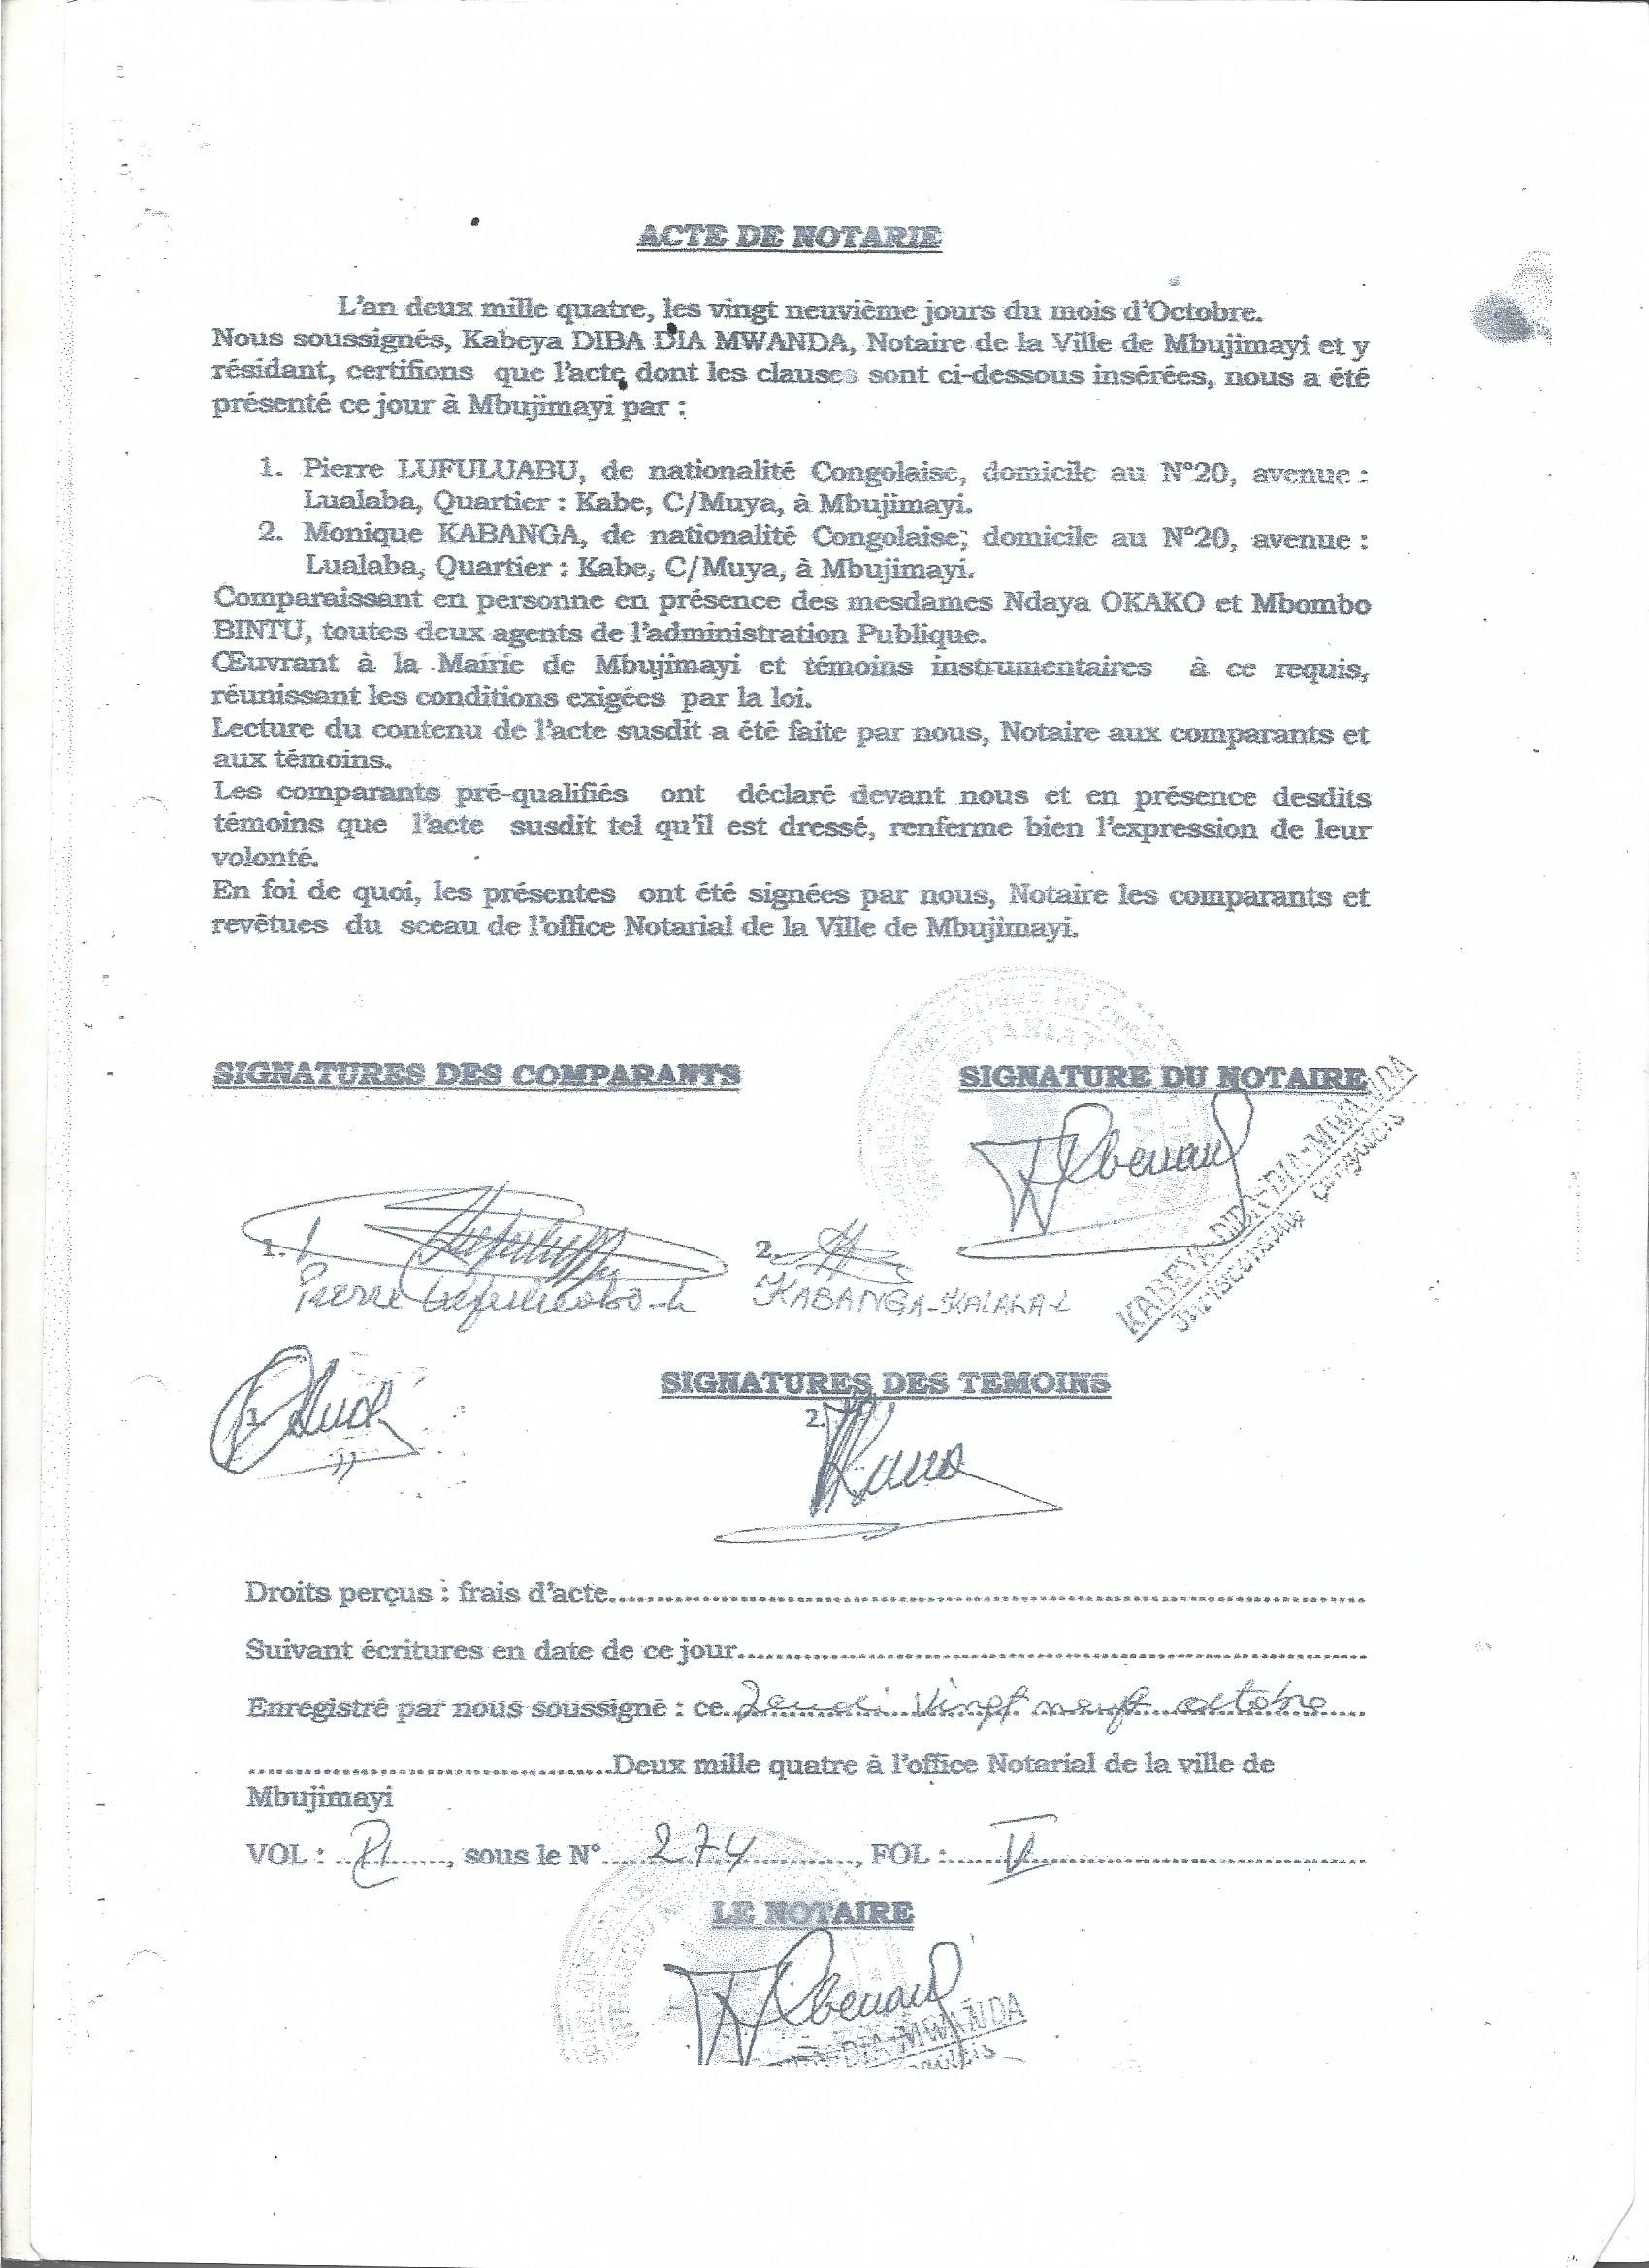 ACTE DE NOTARIE
L'an deux mille quatre, les vingt neuvième jours du mois d'Octobre.
Nous soussignés, Kabeya DIBA DIA MWANDA, Notaire de la Ville de Mbujimayi et y
résidant, certifions que l'acte dont les clauses sont ci-dessous insérées, nous a été
présenté ce jour à Mbujimayi par :
1. Pierre LUFULUABU, de nationalité Congolaise, domicile au N°20, avenue :
Lualaba, Quartier : Kabe, C/Muya, à Mbujimayi.
2. Monique KABANGA, de nationalité Congolaise, domicile au N°20, avenue :
Lualaba, Quartier : Kabe, C/Muya, à Mbujimayi.
Comparaissant en personne en présence des mesdames Ndaya OKAKO et Mbombo
BINTU, toutes deux agents de l'administration Publique.
Œuvrant à la Mairie de Mbujimayi et témoins instrumentaires à ce requis,
réunissant les conditions exigées par la loi.
Lecture du contenu de l'acte susdit a été faite par nous, Notaire aux comparants et
aux témoins.
Les comparants pré-qualifiés ont déclaré devant nous et en présence desdits
témoins que l'acte susdit tel qu'il est dressé, renferme bien l'expression de leur
volonté.
En foi de quoi, les présentes ont été signées par nous, Notaire les comparants et
revêtues du sceau de l'office Notarial de la Ville de Mbujimayi.
NOTARIAT
SIGNATURES DES COMPARANTS SIGNATURE DU NOTAIRE
KABEYA-DIBA-DIA-MWANDA
1. 2.
Pierre KABANGA-KALALA-L
SIGNATURES DES TEMOINS
1. 2.
Droits perçus : frais d'acte
Suivant écritures en date de ce jour
Enregistré par nous soussigné : ce Jeudi vingt neuf octobre
Deux mille quatre à l'office Notarial de la ville de
Mbujimayi
VOL : , sous le N° 274, FOL : V
LE NOTAIRE
DIA-MWANDA